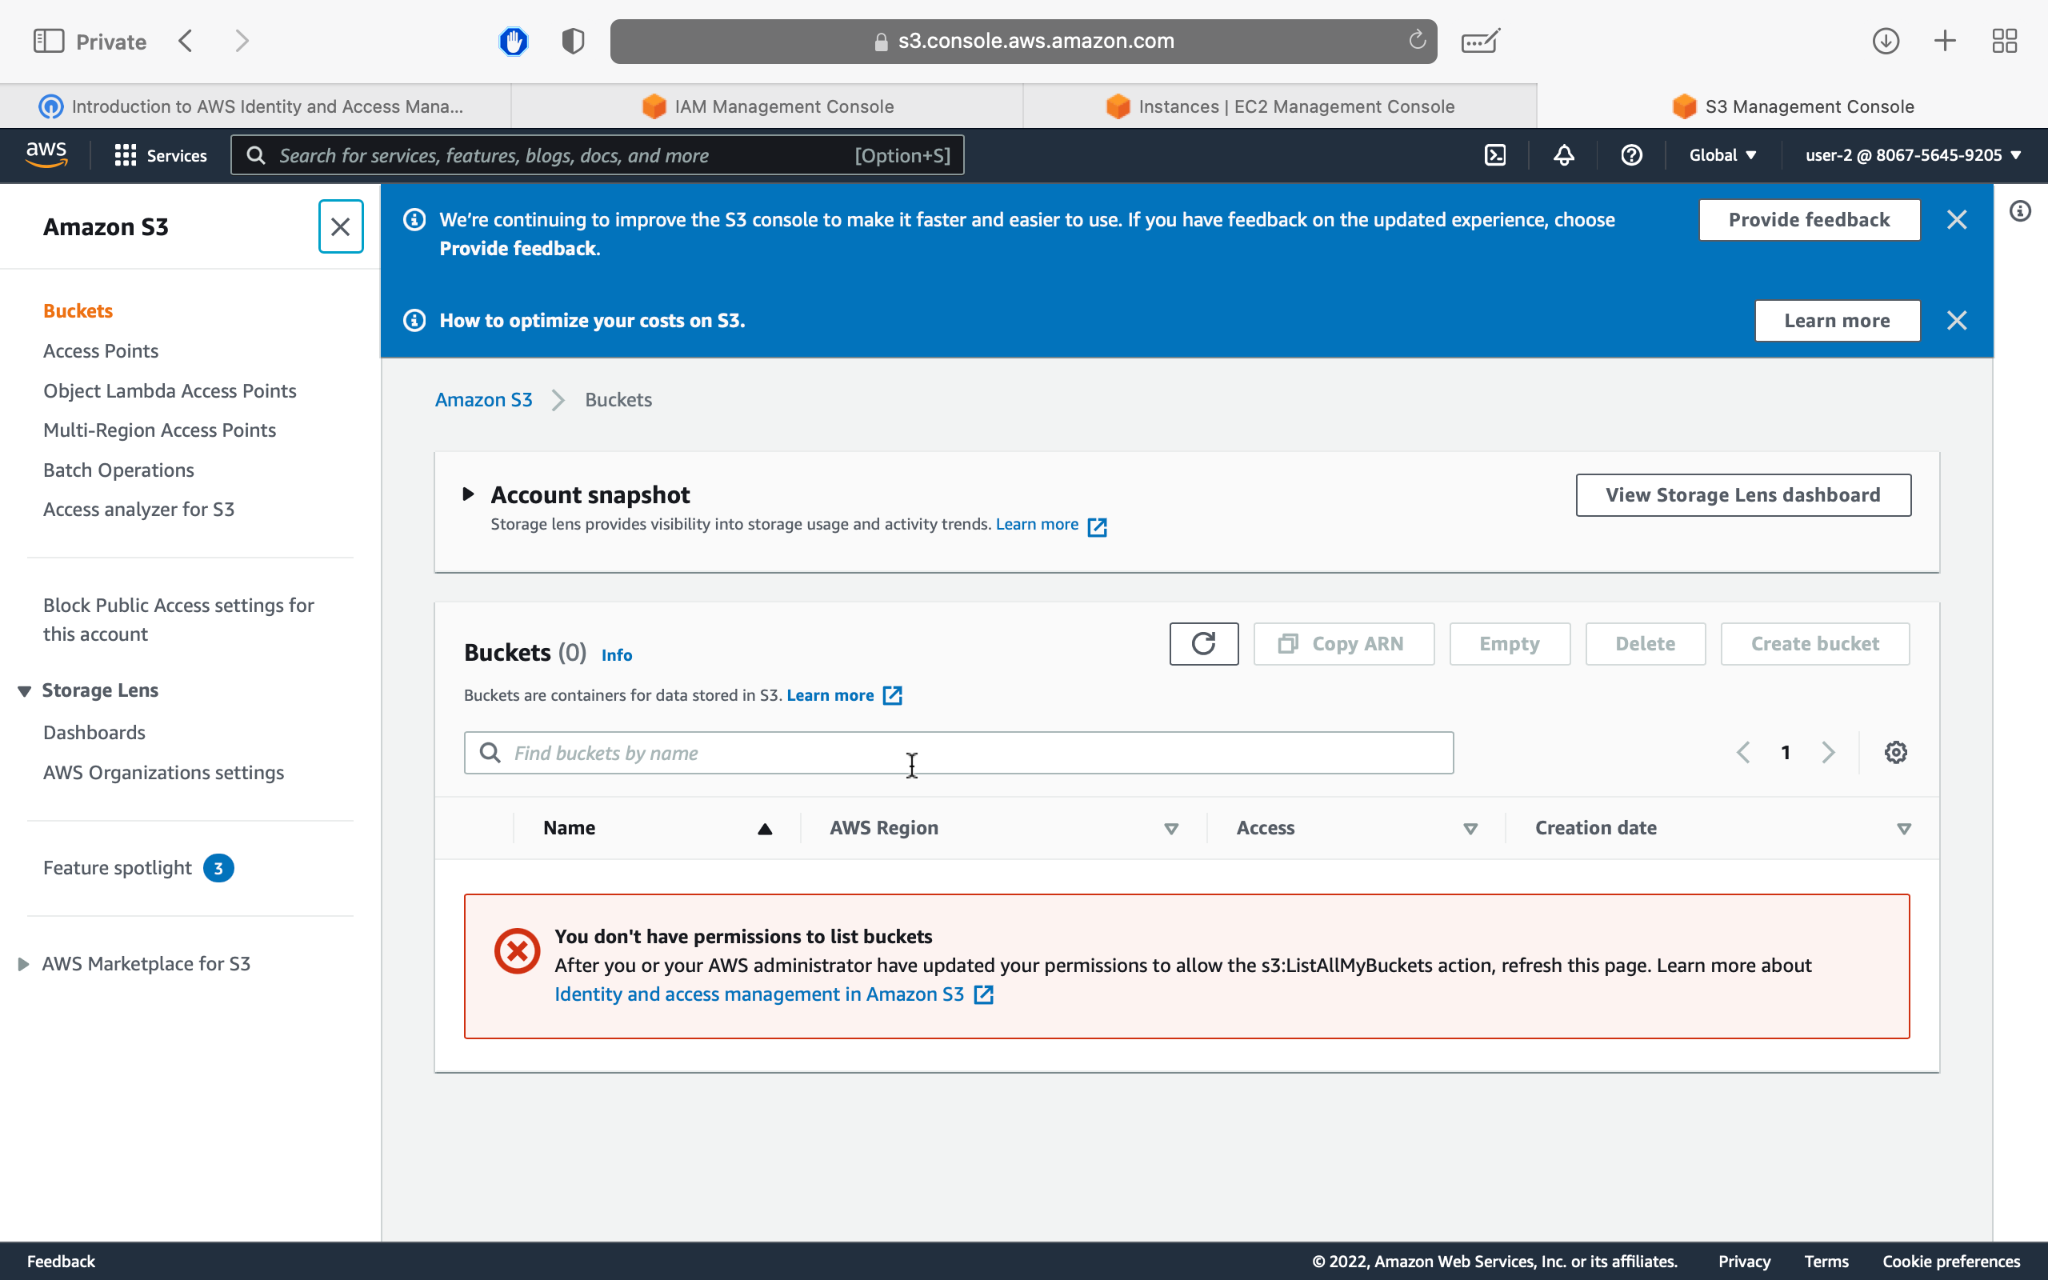 Private
s3.console.aws.amazon.com
Introduction to AWS Identity and Access Mana...
IAM Management Console
Instances | EC2 Management Console
S3 Management Console
aws
Services
Search for services, features, blogs, docs, and more
[Option+S]
Global
user-2 @ 8067-5645-9205
Amazon S3
We're continuing to improve the S3 console to make it faster and easier to use. If you have feedback on the updated experience, choose
Provide feedback.
Provide feedback
How to optimize your costs on S3.
Learn more
Buckets
Access Points
Object Lambda Access Points
Multi-Region Access Points
Batch Operations
Access analyzer for S3
Block Public Access settings for
this account
Storage Lens
Dashboards
AWS Organizations settings
Feature spotlight 3
AWS Marketplace for S3
Amazon S3
Buckets
Account snapshot
Storage lens provides visibility into storage usage and activity trends. Learn more
View Storage Lens dashboard
Buckets (0) Info
Copy ARN
Empty
Delete
Create bucket
Buckets are containers for data stored in S3. Learn more
Find buckets by name
1
Name
AWS Region
Access
Creation date
You don't have permissions to list buckets
After you or your AWS administrator have updated your permissions to allow the s3:ListAllMyBuckets action, refresh this page. Learn more about
Identity and access management in Amazon S3
Feedback
© 2022, Amazon Web Services, Inc. or its affiliates.
Privacy
Terms
Cookie preferences